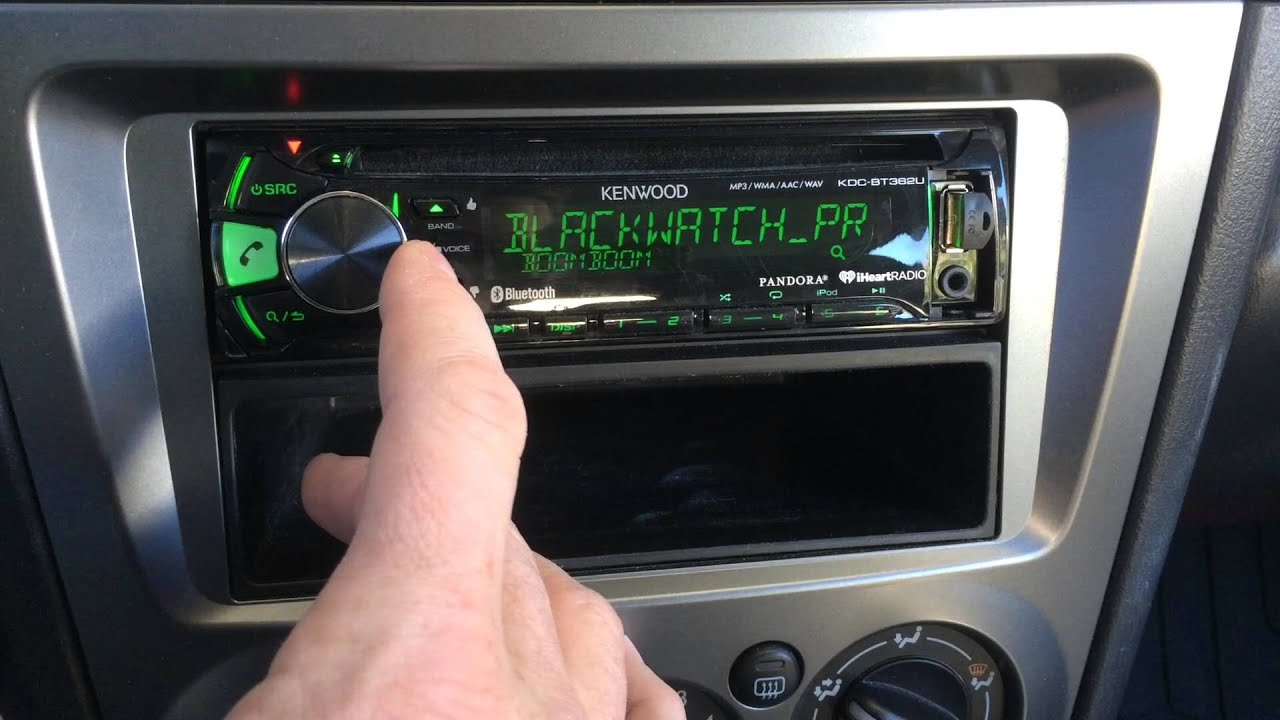 SRC
KENWOOD
MP3 / WMA / AAC / WAV
KDC-BT362U
BLACKWATCH_PR
BAND
VOICE
BOOMBOOM
Bluetooth
PANDORA®
iHeartRADIO
iPod
DISP
1 2
3 4
5 6